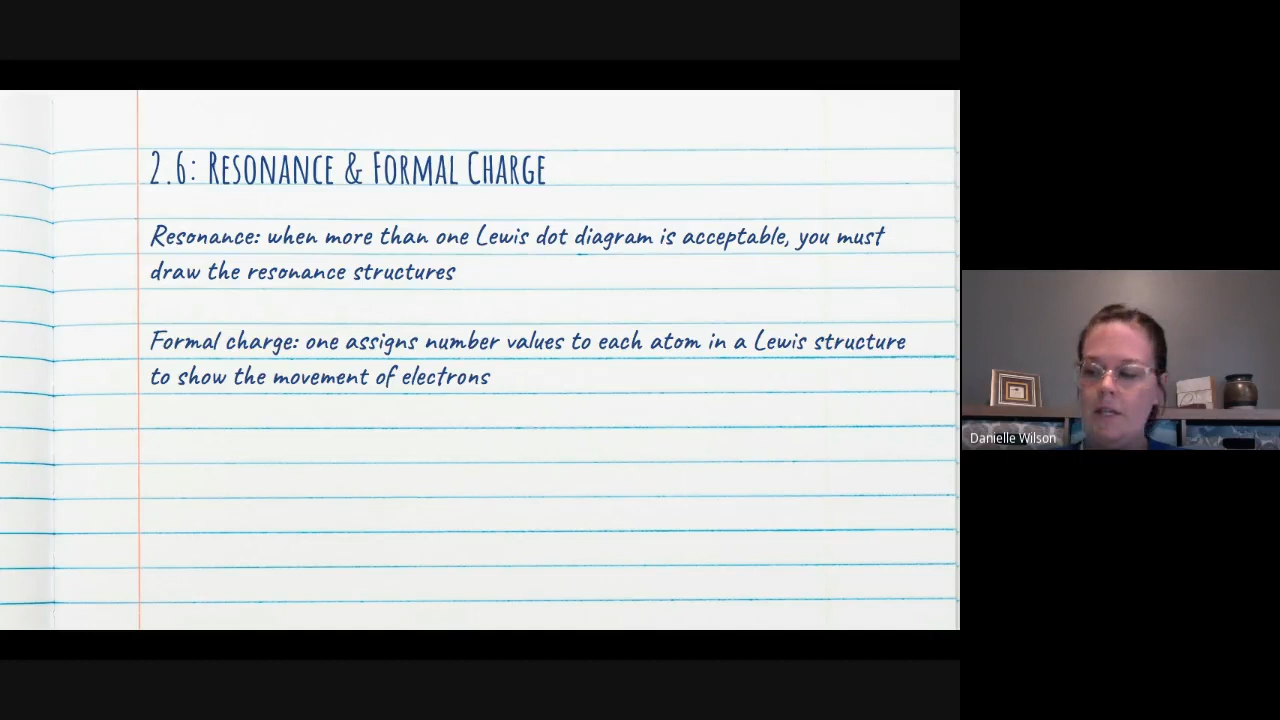 2.6: Resonance & Formal Charge
Resonance: when more than one Lewis dot diagram is acceptable, you must
draw the resonance structures
Formal charge: one assigns number values to each atom in a Lewis structure
to show the movement of electrons
Danielle Wilson